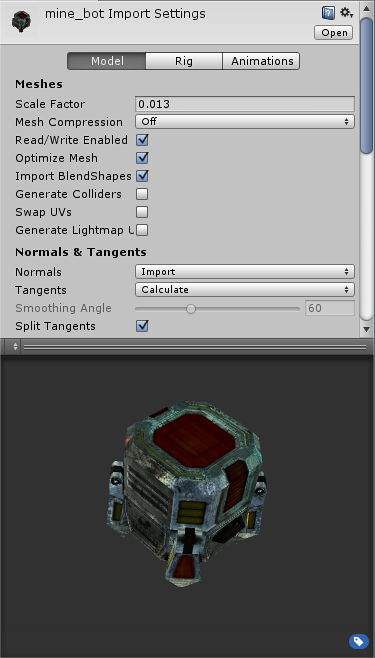 mine_bot Import Settings
Open
Model Rig Animations
Meshes
Scale Factor 0.013
Mesh Compression Off
Read/Write Enabled
Optimize Mesh
Import BlendShapes
Generate Colliders
Swap UVs
Generate Lightmap U
Normals & Tangents
Normals Import
Tangents Calculate
Smoothing Angle 60
Split Tangents